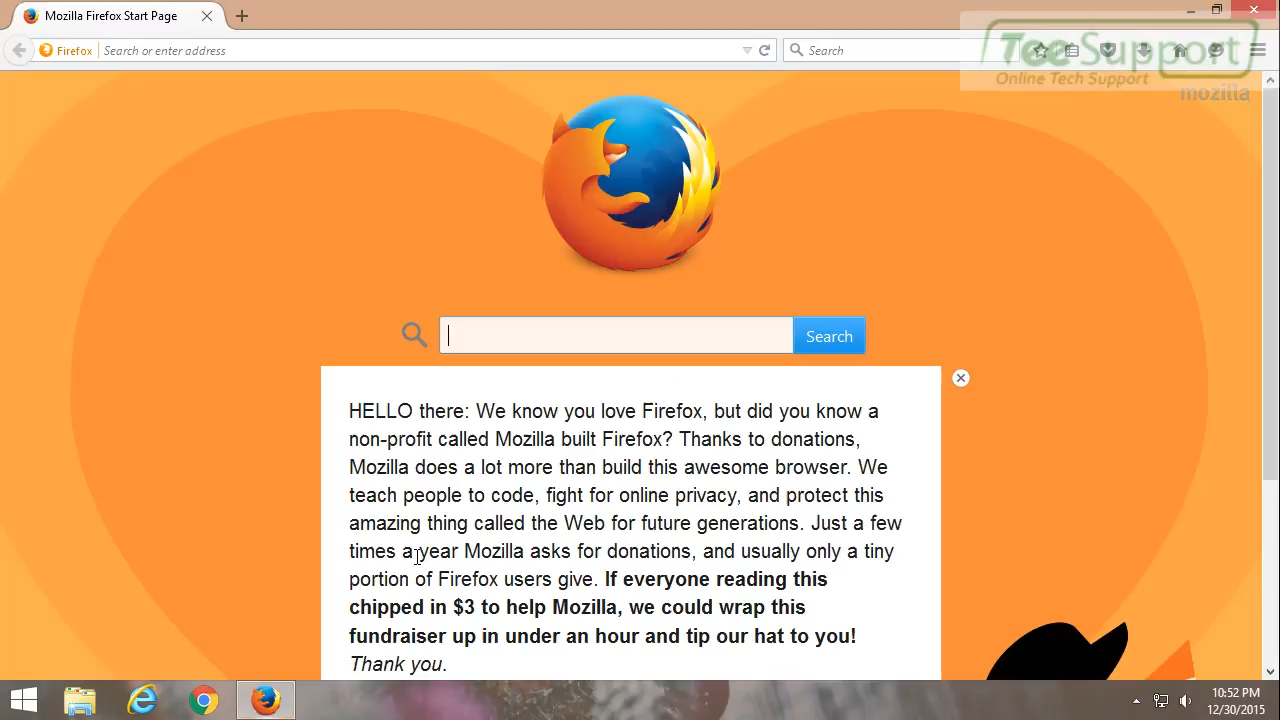 Mozilla Firefox Start Page
Firefox Search or enter address
Search
TeeSupport
Online Tech Support
mozilla
Search
HELLO there: We know you love Firefox, but did you know a
non-profit called Mozilla built Firefox? Thanks to donations,
Mozilla does a lot more than build this awesome browser. We
teach people to code, fight for online privacy, and protect this
amazing thing called the Web for future generations. Just a few
times a year Mozilla asks for donations, and usually only a tiny
portion of Firefox users give. If everyone reading this
chipped in $3 to help Mozilla, we could wrap this
fundraiser up in under an hour and tip our hat to you!
Thank you.
10:52 PM
12/30/2015